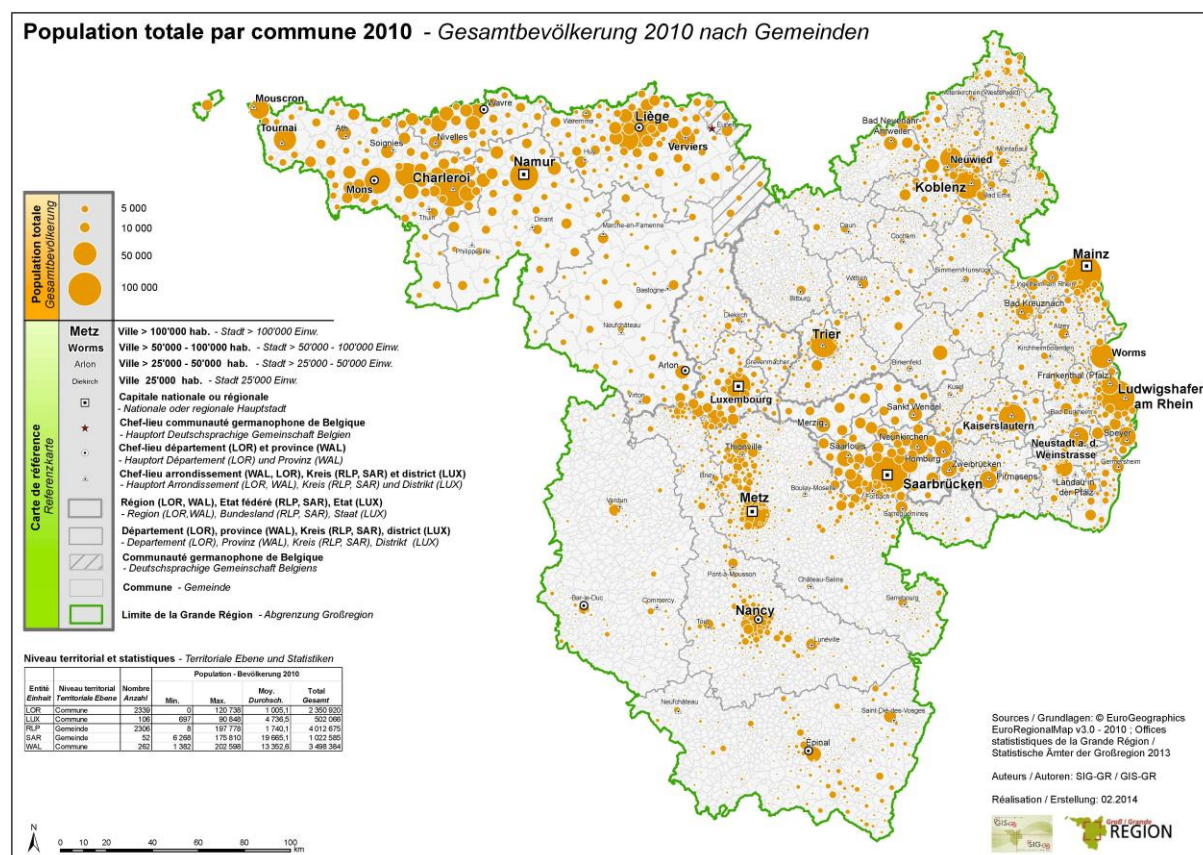 Population totale par commune 2010 - Gesamtbevölkerung 2010 nach Gemeinden
Altenkirchen (Westerwald)
Mouscron
Wavre
Liège
Tournai
Ath
Waremme
Eupen
Bad Neuenahr-
Ahrweiler
Soignies
Nivelles
Verviers
Montabaur
Neuwied
Huy
Namur
Mons
Charleroi
Koblenz
Bad Ems
Thuin
Dinant
Marche-en-Famenne
Daun
Cochem
Philippeville
Mainz
Simmern/Hunsrück
Ingelheim am Rhein
Wittlich
Bitburg
Bastogne
Bad Kreuznach
Diekirch
Alzey
Neufchâteau
Trier
Kirchheimbolanden
Worms
Grevenmacher
Birkenfeld
Arlon
Frankenthal (Pfalz)
Kusel
Luxembourg
Ludwigshafen
am Rhein
Virton
Sankt Wendel
Bad Dürkheim
Merzig
Kaiserslautern
Speyer
Neunkirchen
Neustadt a. d.
Weinstrasse
Thionville
Saarlouis
Homburg
Germersheim
Briey
Zweibrücken
Pirmasens
Landau in
der Pfalz
Saarbrücken
Boulay-Moselle
Verdun
Metz
Forbach
Sarreguemines
Pont-à-Mousson
Château-Salins
Bar-le-Duc
Commercy
Sarrebourg
Nancy
Toul
Lunéville
Neufchâteau
Saint-Dié-des-Vosges
Épinal
Population totale
Gesamtbevölkerung
5 000
10 000
50 000
100 000
Carte de référence
Referenzkarte
Metz Ville > 100'000 hab. - Stadt > 100'000 Einw.
Worms Ville > 50'000 - 100'000 hab. - Stadt > 50'000 - 100'000 Einw.
Arlon Ville > 25'000 - 50'000 hab. - Stadt > 25'000 - 50'000 Einw.
Diekirch Ville 25'000 hab. - Stadt 25'000 Einw.
Capitale nationale ou régionale
- Nationale oder regionale Hauptstadt
Chef-lieu communauté germanophone de Belgique
- Hauptort Deutschsprachige Gemeinschaft Belgien
Chef-lieu département (LOR) et province (WAL)
- Hauptort Département (LOR) und Provinz (WAL)
Chef-lieu arrondissement (WAL, LOR), Kreis (RLP, SAR) et district (LUX)
- Hauptort Arrondissement (LOR, WAL), Kreis (RLP, SAR) und Distrikt (LUX)
Région (LOR, WAL), Etat fédéré (RLP, SAR), Etat (LUX)
- Region (LOR,WAL), Bundesland (RLP, SAR), Staat (LUX)
Département (LOR), province (WAL), Kreis (RLP, SAR), district (LUX)
- Departement (LOR), Provinz (WAL), Kreis (RLP, SAR), Distrikt (LUX)
Communauté germanophone de Belgique
- Deutschsprachige Gemeinschaft Belgiens
Commune - Gemeinde
Limite de la Grande Région - Abgrenzung Großregion
Niveau territorial et statistiques - Territoriale Ebene und Statistiken
Population - Bevölkerung 2010
Entité Niveau territorial Nombre Moy. Total
Einheit Territoriale Ebene Anzahl Min. Max. Durchsch. Gesamt
LOR Commune 2339 0 120 738 1 005,1 2 350 920
LUX Commune 106 697 90 848 4 736,5 502 066
RLP Gemeinde 2306 8 197 778 1 740,1 4 012 675
SAR Gemeinde 52 6 268 175 810 19 665,1 1 022 585
WAL Commune 262 1 382 202 598 13 352,6 3 498 384
N
0 10 20 40 60 80 100
km
Sources / Grundlagen: © EuroGeographics
EuroRegionalMap v3.0 - 2010 ; Offices
statististiques de la Grande Région /
Statistische Ämter der Großregion 2013
Auteurs / Autoren: SIG-GR / GIS-GR
Réalisation / Erstellung: 02.2014
GIS-GR
SIG-GR
Groß / Grande
REGION